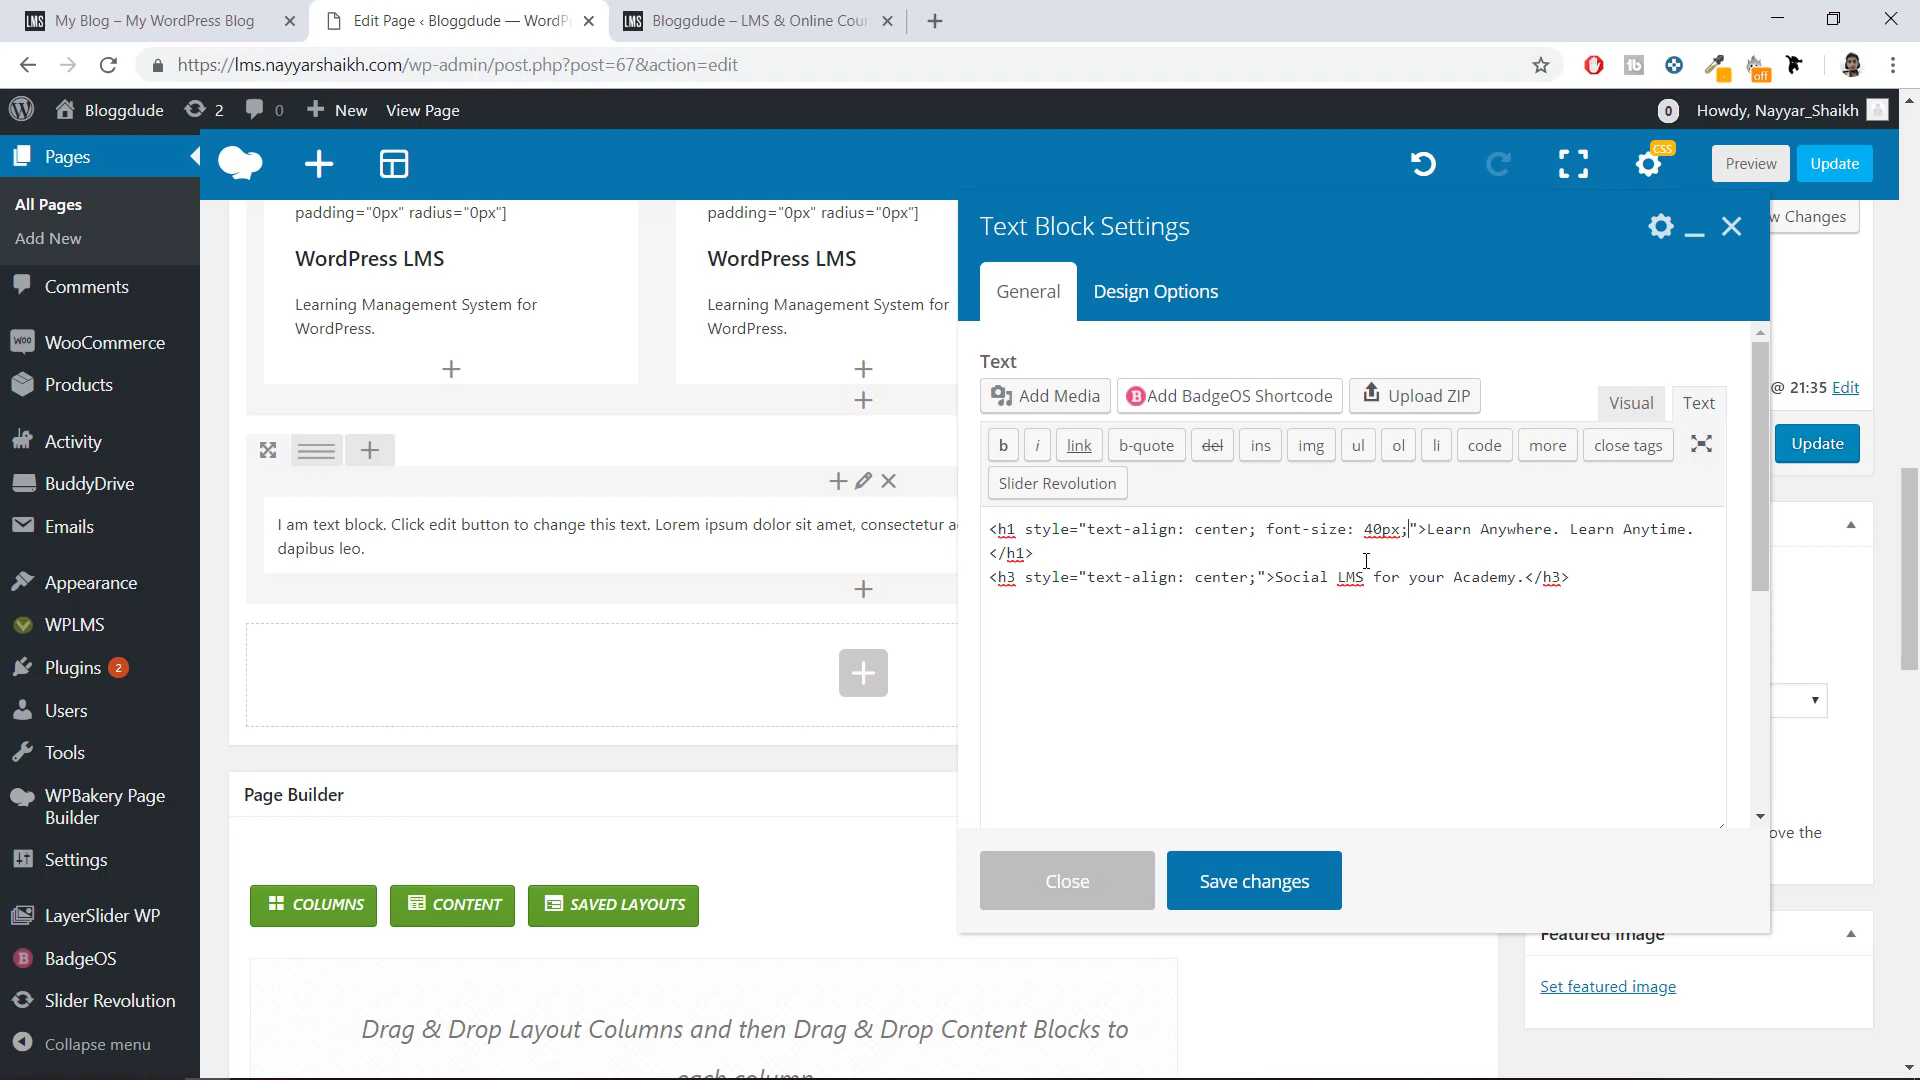 My Blog – My WordPress Blog
Edit Page ‹ Bloggdude — WordP
Bloggdude – LMS & Online Cour
https://lms.nayyarshaikh.com/wp-admin/post.php?post=67&action=edit
off
Bloggdude
2
0
New
View Page
0
Howdy, Nayyar_Shaikh
Pages
All Pages
Add New
Comments
WooCommerce
Products
Activity
BuddyDrive
Emails
Appearance
WPLMS
Plugins 2
Users
Tools
WPBakery Page
Builder
Settings
LayerSlider WP
BadgeOS
Slider Revolution
Collapse menu
CSS
Preview
Update
padding="0px" radius="0px"]
WordPress LMS
Learning Management System for
WordPress.
padding="0px" radius="0px"]
WordPress LMS
Learning Management System for
WordPress.
I am text block. Click edit button to change this text. Lorem ipsum dolor sit amet, consectetur a
dapibus leo.
Page Builder
COLUMNS
CONTENT
SAVED LAYOUTS
Drag & Drop Layout Columns and then Drag & Drop Content Blocks to
each column
Text Block Settings
General
Design Options
Text
Add Media
Add BadgeOS Shortcode
Upload ZIP
Visual
Text
b
i
link
b-quote
del
ins
img
ul
ol
li
code
more
close tags
Slider Revolution
<h1 style="text-align: center; font-size: 40px;">Learn Anywhere. Learn Anytime.
</h1>
<h3 style="text-align: center;">Social LMS for your Academy.</h3>
Close
Save changes
w Changes
@ 21:35 Edit
Update
ove the
Featured Image
Set featured image